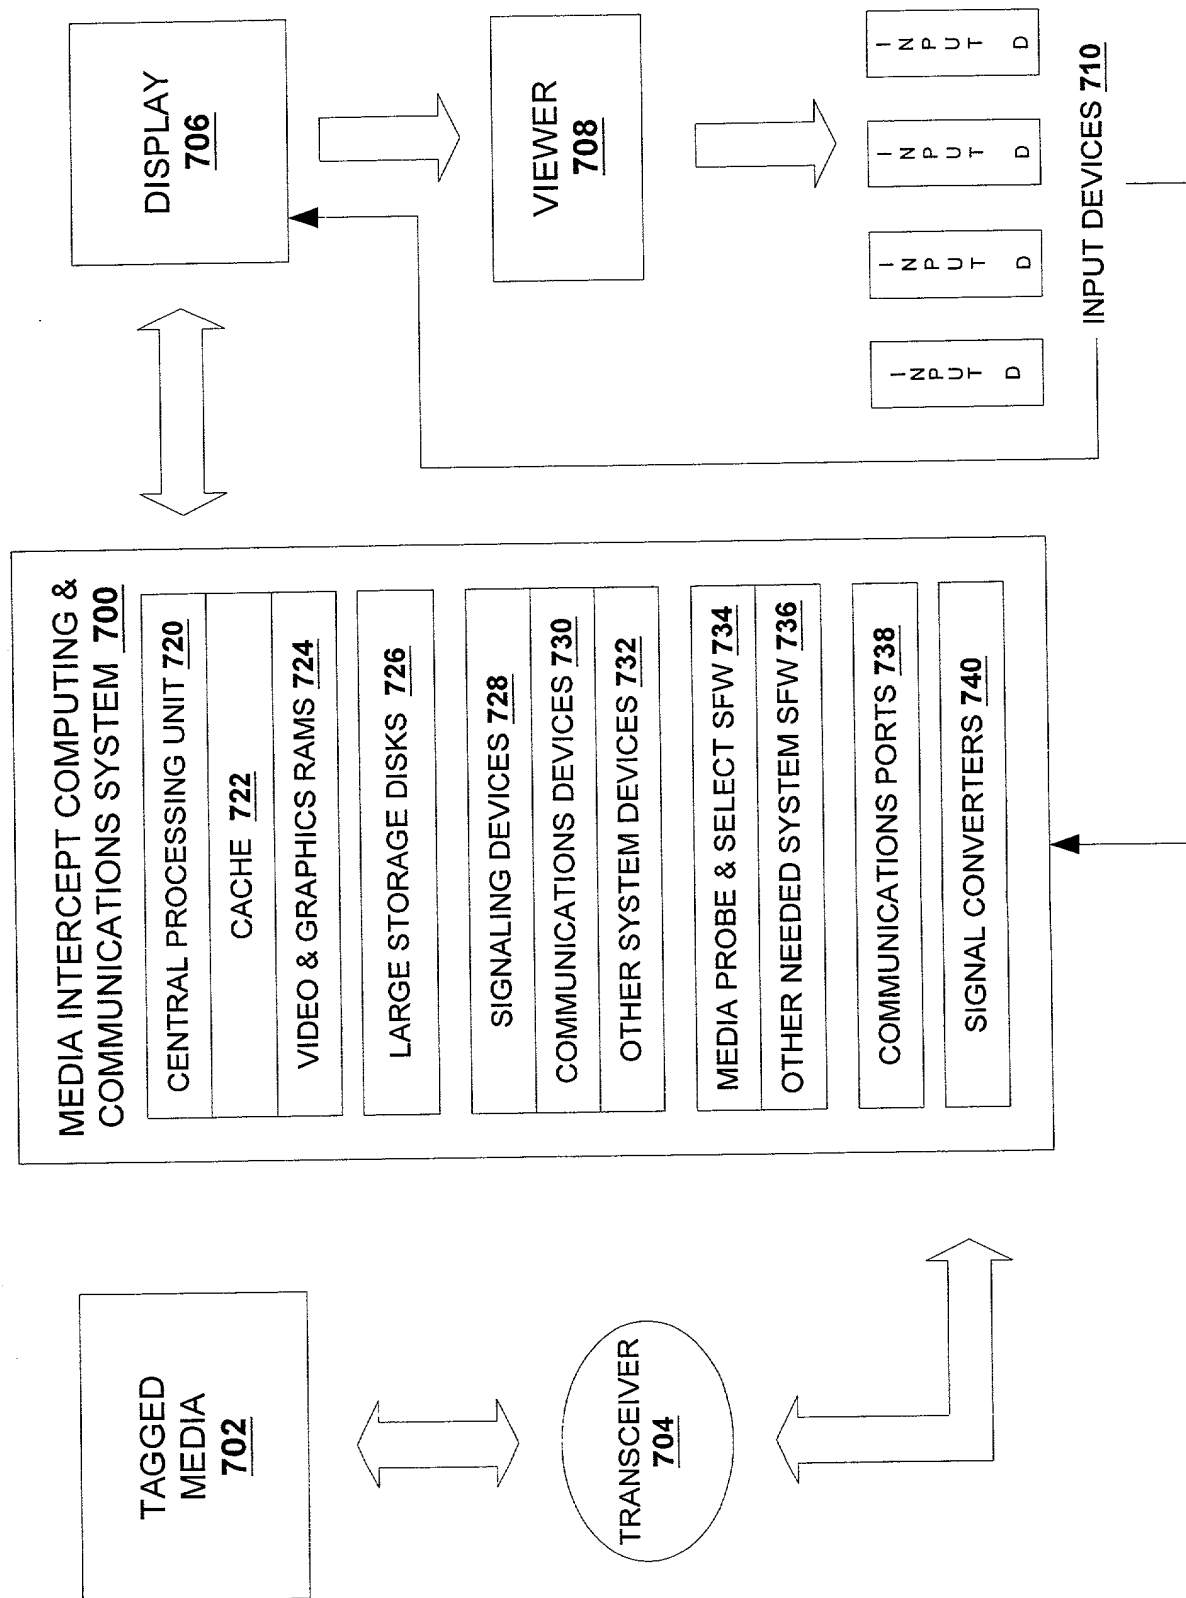 TAGGED
MEDIA
702
TRANSCEIVER
704
MEDIA INTERCEPT COMPUTING &
COMMUNICATIONS SYSTEM 700
CENTRAL PROCESSING UNIT 720
CACHE 722
VIDEO & GRAPHICS RAMS 724
LARGE STORAGE DISKS 726
SIGNALING DEVICES 728
COMMUNICATIONS DEVICES 730
OTHER SYSTEM DEVICES 732
MEDIA PROBE & SELECT SFW 734
OTHER NEEDED SYSTEM SFW 736
COMMUNICATIONS PORTS 738
SIGNAL CONVERTERS 740
DISPLAY
706
VIEWER
708
INPUT D
INPUT D
INPUT D
INPUT D
INPUT DEVICES 710